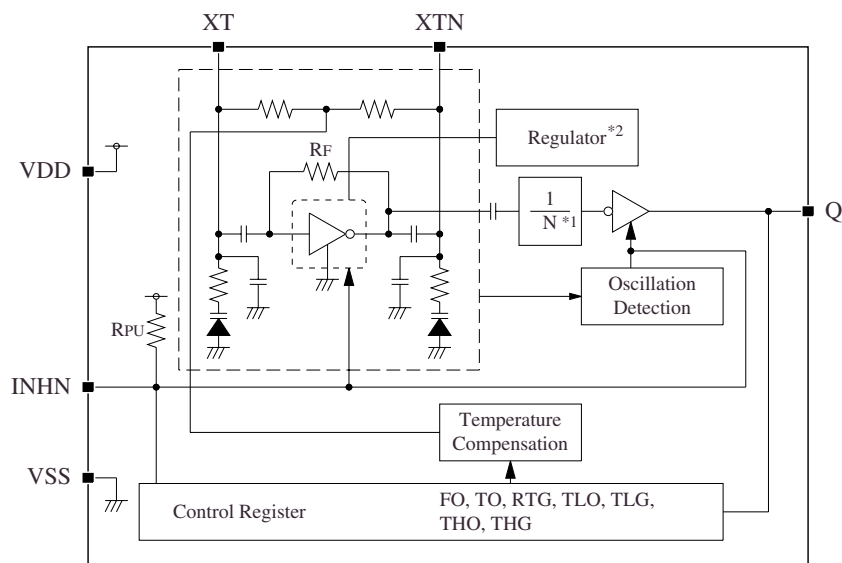 XT
XTN
Regulator*2
RF
VDD
1
N *1
Q
Oscillation
Detection
RPU
INHN
Temperature
Compensation
VSS
Control Register
FO, TO, RTG, TLO, TLG,
THO, THG